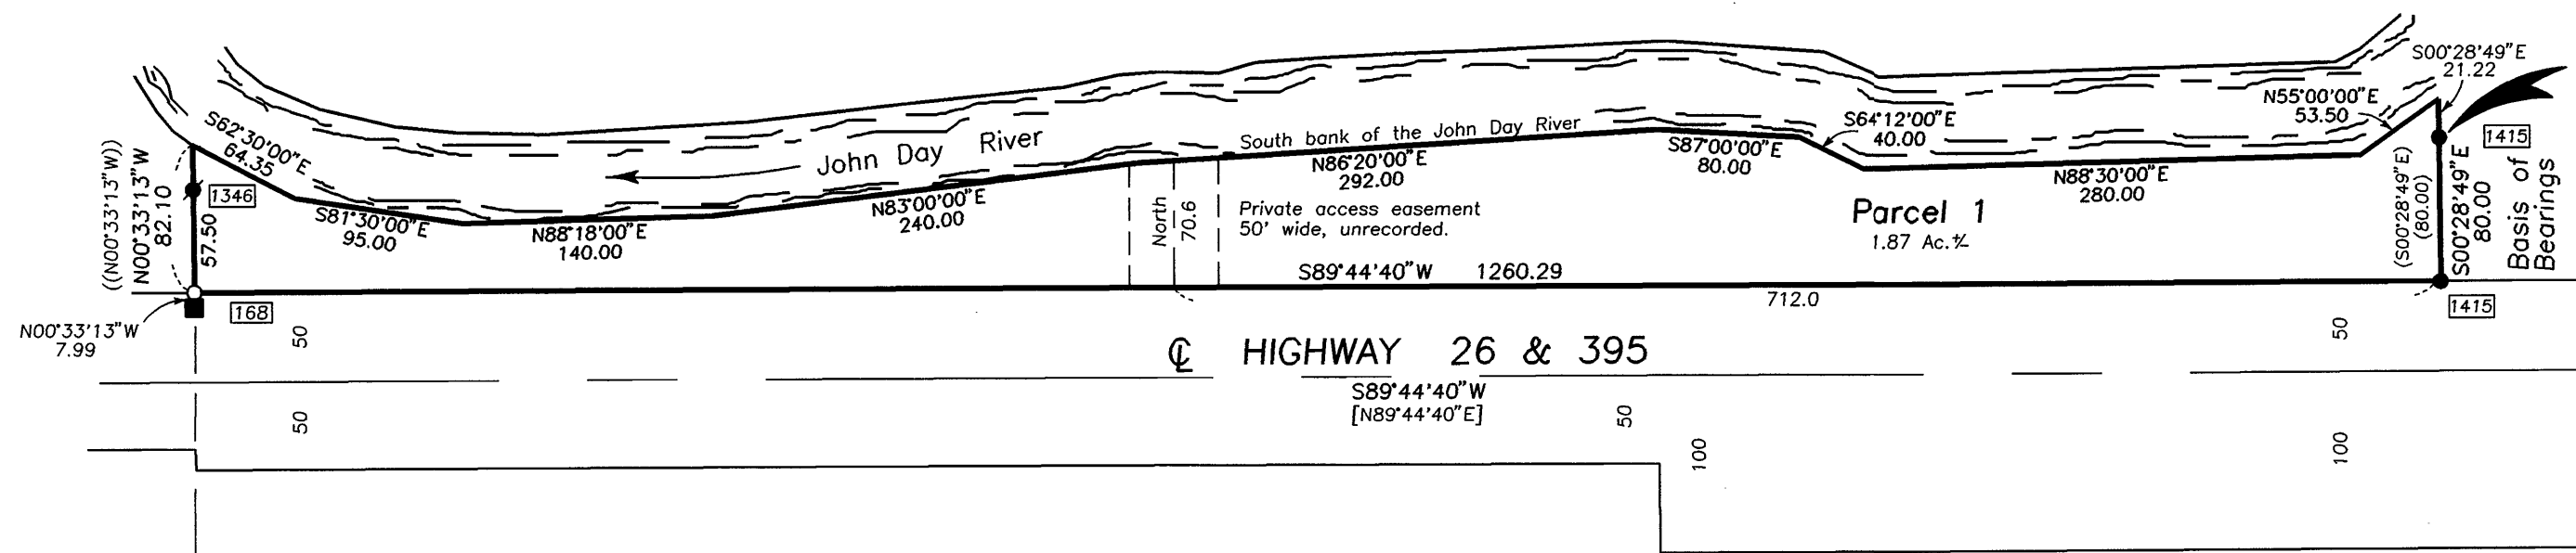 S00°28'49"E
21.22
N55°00'00"E
53.50
S62°30'00"E
64.35
S64°12'00"E
40.00
1415
South bank of the John Day River
John Day River
S87°00'00"E
80.00
N86°20'00"E
292.00
((N00°33'13"W))
N00°33'13"W
82.10
57.50
1346
S81°30'00"E
95.00
N88°18'00"E
140.00
N83°00'00"E
240.00
North
70.6
Private access easement
50' wide, unrecorded.
Parcel 1
1.87 Ac.+/-
N88°30'00"E
280.00
(S00°28'49"E)
(80.00)
S00°28'49"E
80.00
Basis of
Bearings
S89°44'40"W 1260.29
712.0
168
1415
N00°33'13"W
7.99
50
50
℄ HIGHWAY 26 & 395
S89°44'40"W
[N89°44'40"E]
50
50
100
100